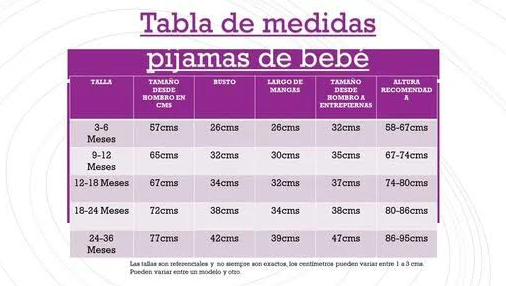 Tabla de medidas
pijamas de bebé
TALLA TAMAÑO DESDE HOMBRO EN CMS BUSTO LARGO DE MANGAS TAMAÑO DESDE HOMBRO A ENTREPIERNAS ALTURA RECOMENDADA
3-6 Meses 57cms 26cms 26cms 32cms 58-67cms
9-12 Meses 65cms 32cms 30cms 35cms 67-74cms
12-18 Meses 67cms 34cms 32cms 37cms 74-80cms
18-24 Meses 72cms 38cms 34cms 38cms 80-86cms
24-36 Meses 77cms 42cms 39cms 47cms 86-95cms
Las tallas son referenciales y no siempre son exactos, los centímetros pueden variar entre 1 a 3 cms.
Pueden variar entre un modelo y otro.